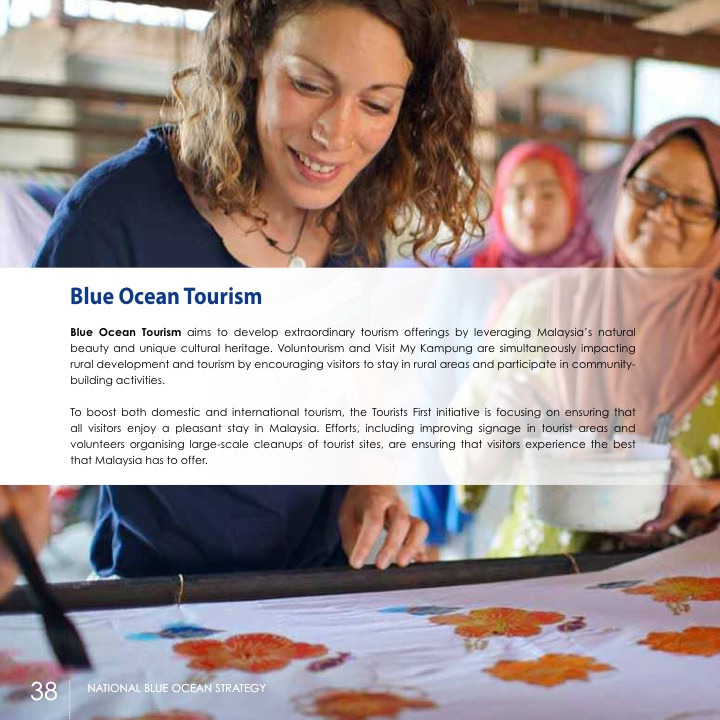 Blue Ocean Tourism
Blue Ocean Tourism aims to develop extraordinary tourism offerings by leveraging Malaysia's natural
beauty and unique cultural heritage. Voluntourism and Visit My Kampung are simultaneously impacting
rural development and tourism by encouraging visitors to stay in rural areas and participate in community-
building activities.
To boost both domestic and international tourism, the Tourists First initiative is focusing on ensuring that
all visitors enjoy a pleasant stay in Malaysia. Efforts, including improving signage in tourist areas and
volunteers organising large-scale cleanups of tourist sites, are ensuring that visitors experience the best
that Malaysia has to offer.
38 NATIONAL BLUE OCEAN STRATEGY